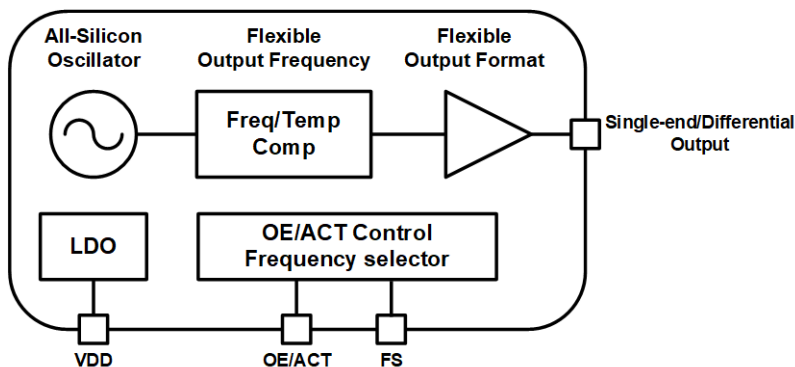 All-Silicon
Oscillator
Flexible
Output Frequency
Flexible
Output Format
Freq/Temp
Comp
Single-end/Differential
Output
LDO
OE/ACT Control
Frequency selector
VDD
OE/ACT
FS